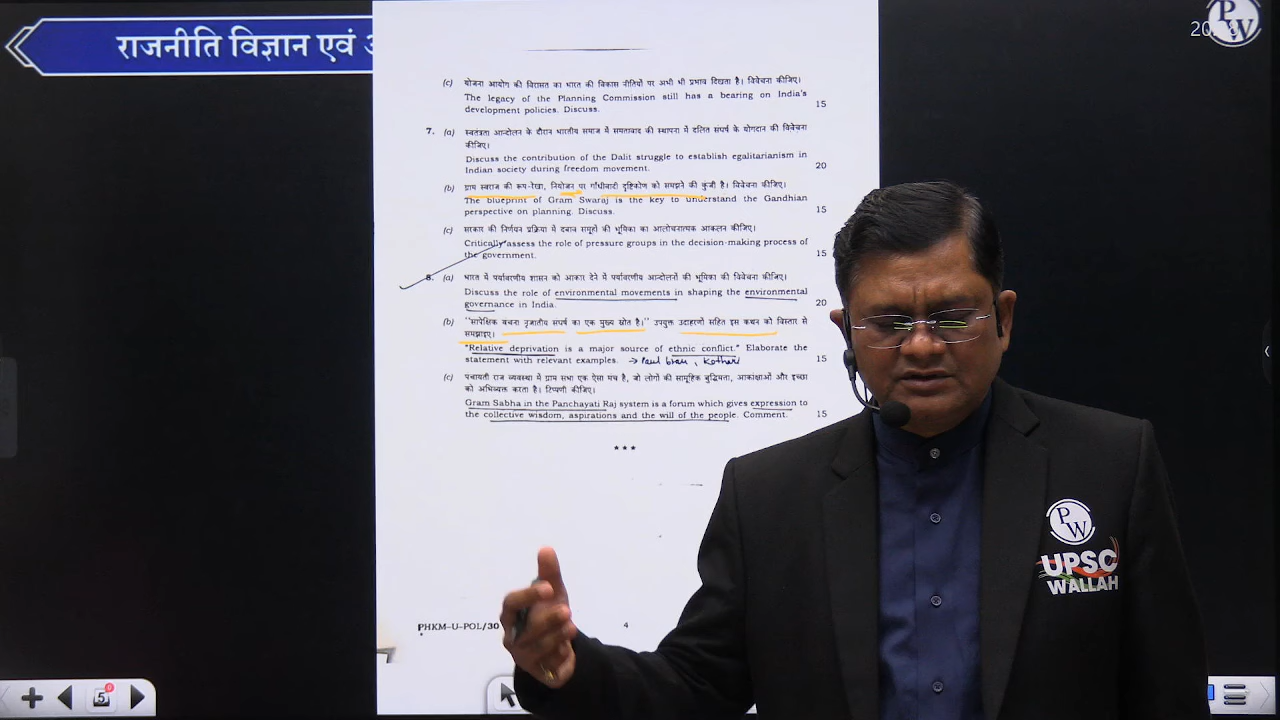 राजनीति विज्ञान एवं
20
PW
(c) योजना आयोग की विरासत का भारत की विकास नीतियों पर अभी भी प्रभाव दिखता है। विवेचना कीजिए।
The legacy of the Planning Commission still has a bearing on India's
development policies. Discuss. 15
7. (a) स्वतंत्रता आन्दोलन के दौरान भारतीय समाज में समतावाद की स्थापना में दलित संघर्ष के योगदान की विवेचना
कीजिए।
Discuss the contribution of the Dalit struggle to establish egalitarianism in
Indian society during freedom movement. 20
(b) ग्राम स्वराज की रूप-रेखा, नियोजन पर गाँधीवादी दृष्टिकोण को समझने की कुंजी है। विवेचना कीजिए।
The blueprint of Gram Swaraj is the key to understand the Gandhian
perspective on planning. Discuss. 15
(c) सरकार की निर्णयन प्रक्रिया में दबाव समूहों की भूमिका का आलोचनात्मक आकलन कीजिए।
Critically assess the role of pressure groups in the decision-making process of
the government. 15
8. (a) भारत में पर्यावरणीय शासन को आकार देने में पर्यावरणीय आन्दोलनों की भूमिका की विवेचना कीजिए।
Discuss the role of environmental movements in shaping the environmental
governance in India. 20
(b) "सापेक्षिक वंचना नृजातीय संघर्ष का एक मुख्य स्रोत है।" उपयुक्त उदाहरणों सहित इस कथन को विस्तार से
समझाइए।
"Relative deprivation is a major source of ethnic conflict." Elaborate the
statement with relevant examples. → Paul brass, Kothari 15
(c) पंचायती राज व्यवस्था में ग्राम सभा एक ऐसा मंच है, जो लोगों की सामूहिक बुद्धिमता, आकांक्षाओं और इच्छा
को अभिव्यक्त करता है। टिप्पणी कीजिए।
Gram Sabha in the Panchayati Raj system is a forum which gives expression to
the collective wisdom, aspirations and the will of the people. Comment. 15
***
PHKM-U-POL/30 4
PW
UPSC
WALLAH
5